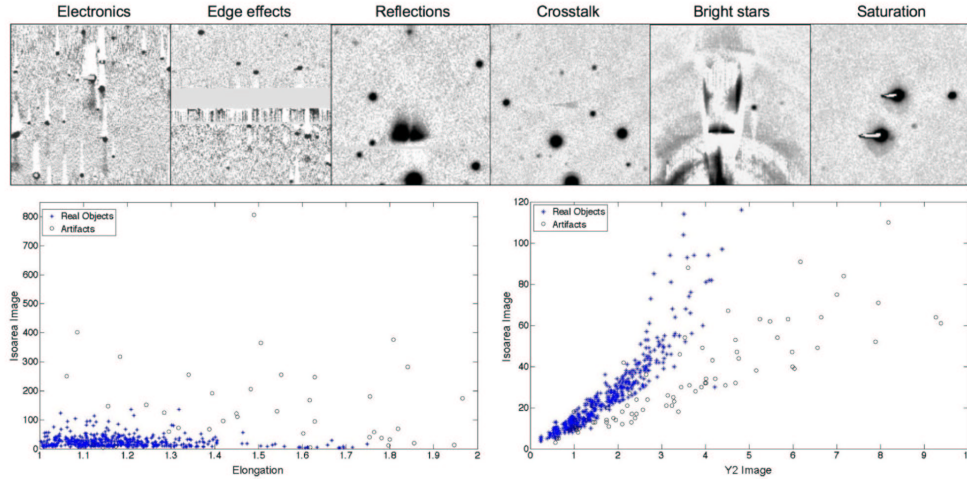 Electronics Edge effects Reflections Crosstalk Bright stars Saturation
Real Objects
Artifacts
Isoarea Image
800
700
600
500
400
300
200
100
0
1 1.1 1.2 1.3 1.4 1.5 1.6 1.7 1.8 1.9 2
Elongation
Real Objects
Artifacts
Isoarea Image
120
100
80
60
40
20
0
0 1 2 3 4 5 6 7 8 9 10
Y2 Image